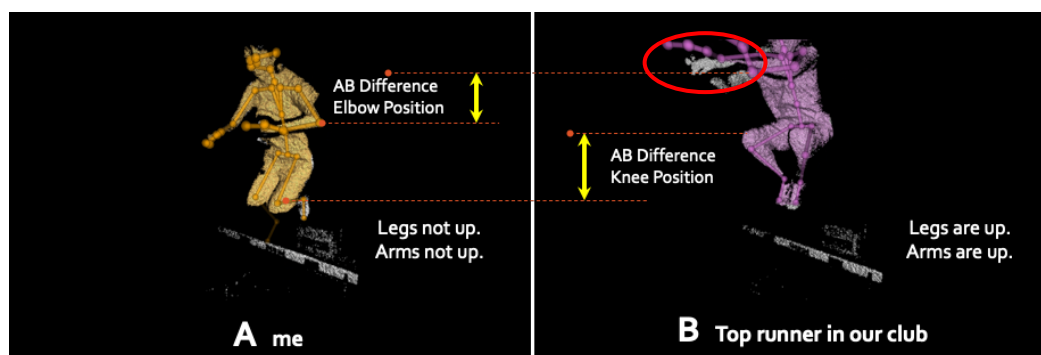 AB Difference
Elbow Position
AB Difference
Knee Position
Legs not up.
Arms not up.
Legs are up.
Arms are up.
A me
B Top runner in our club